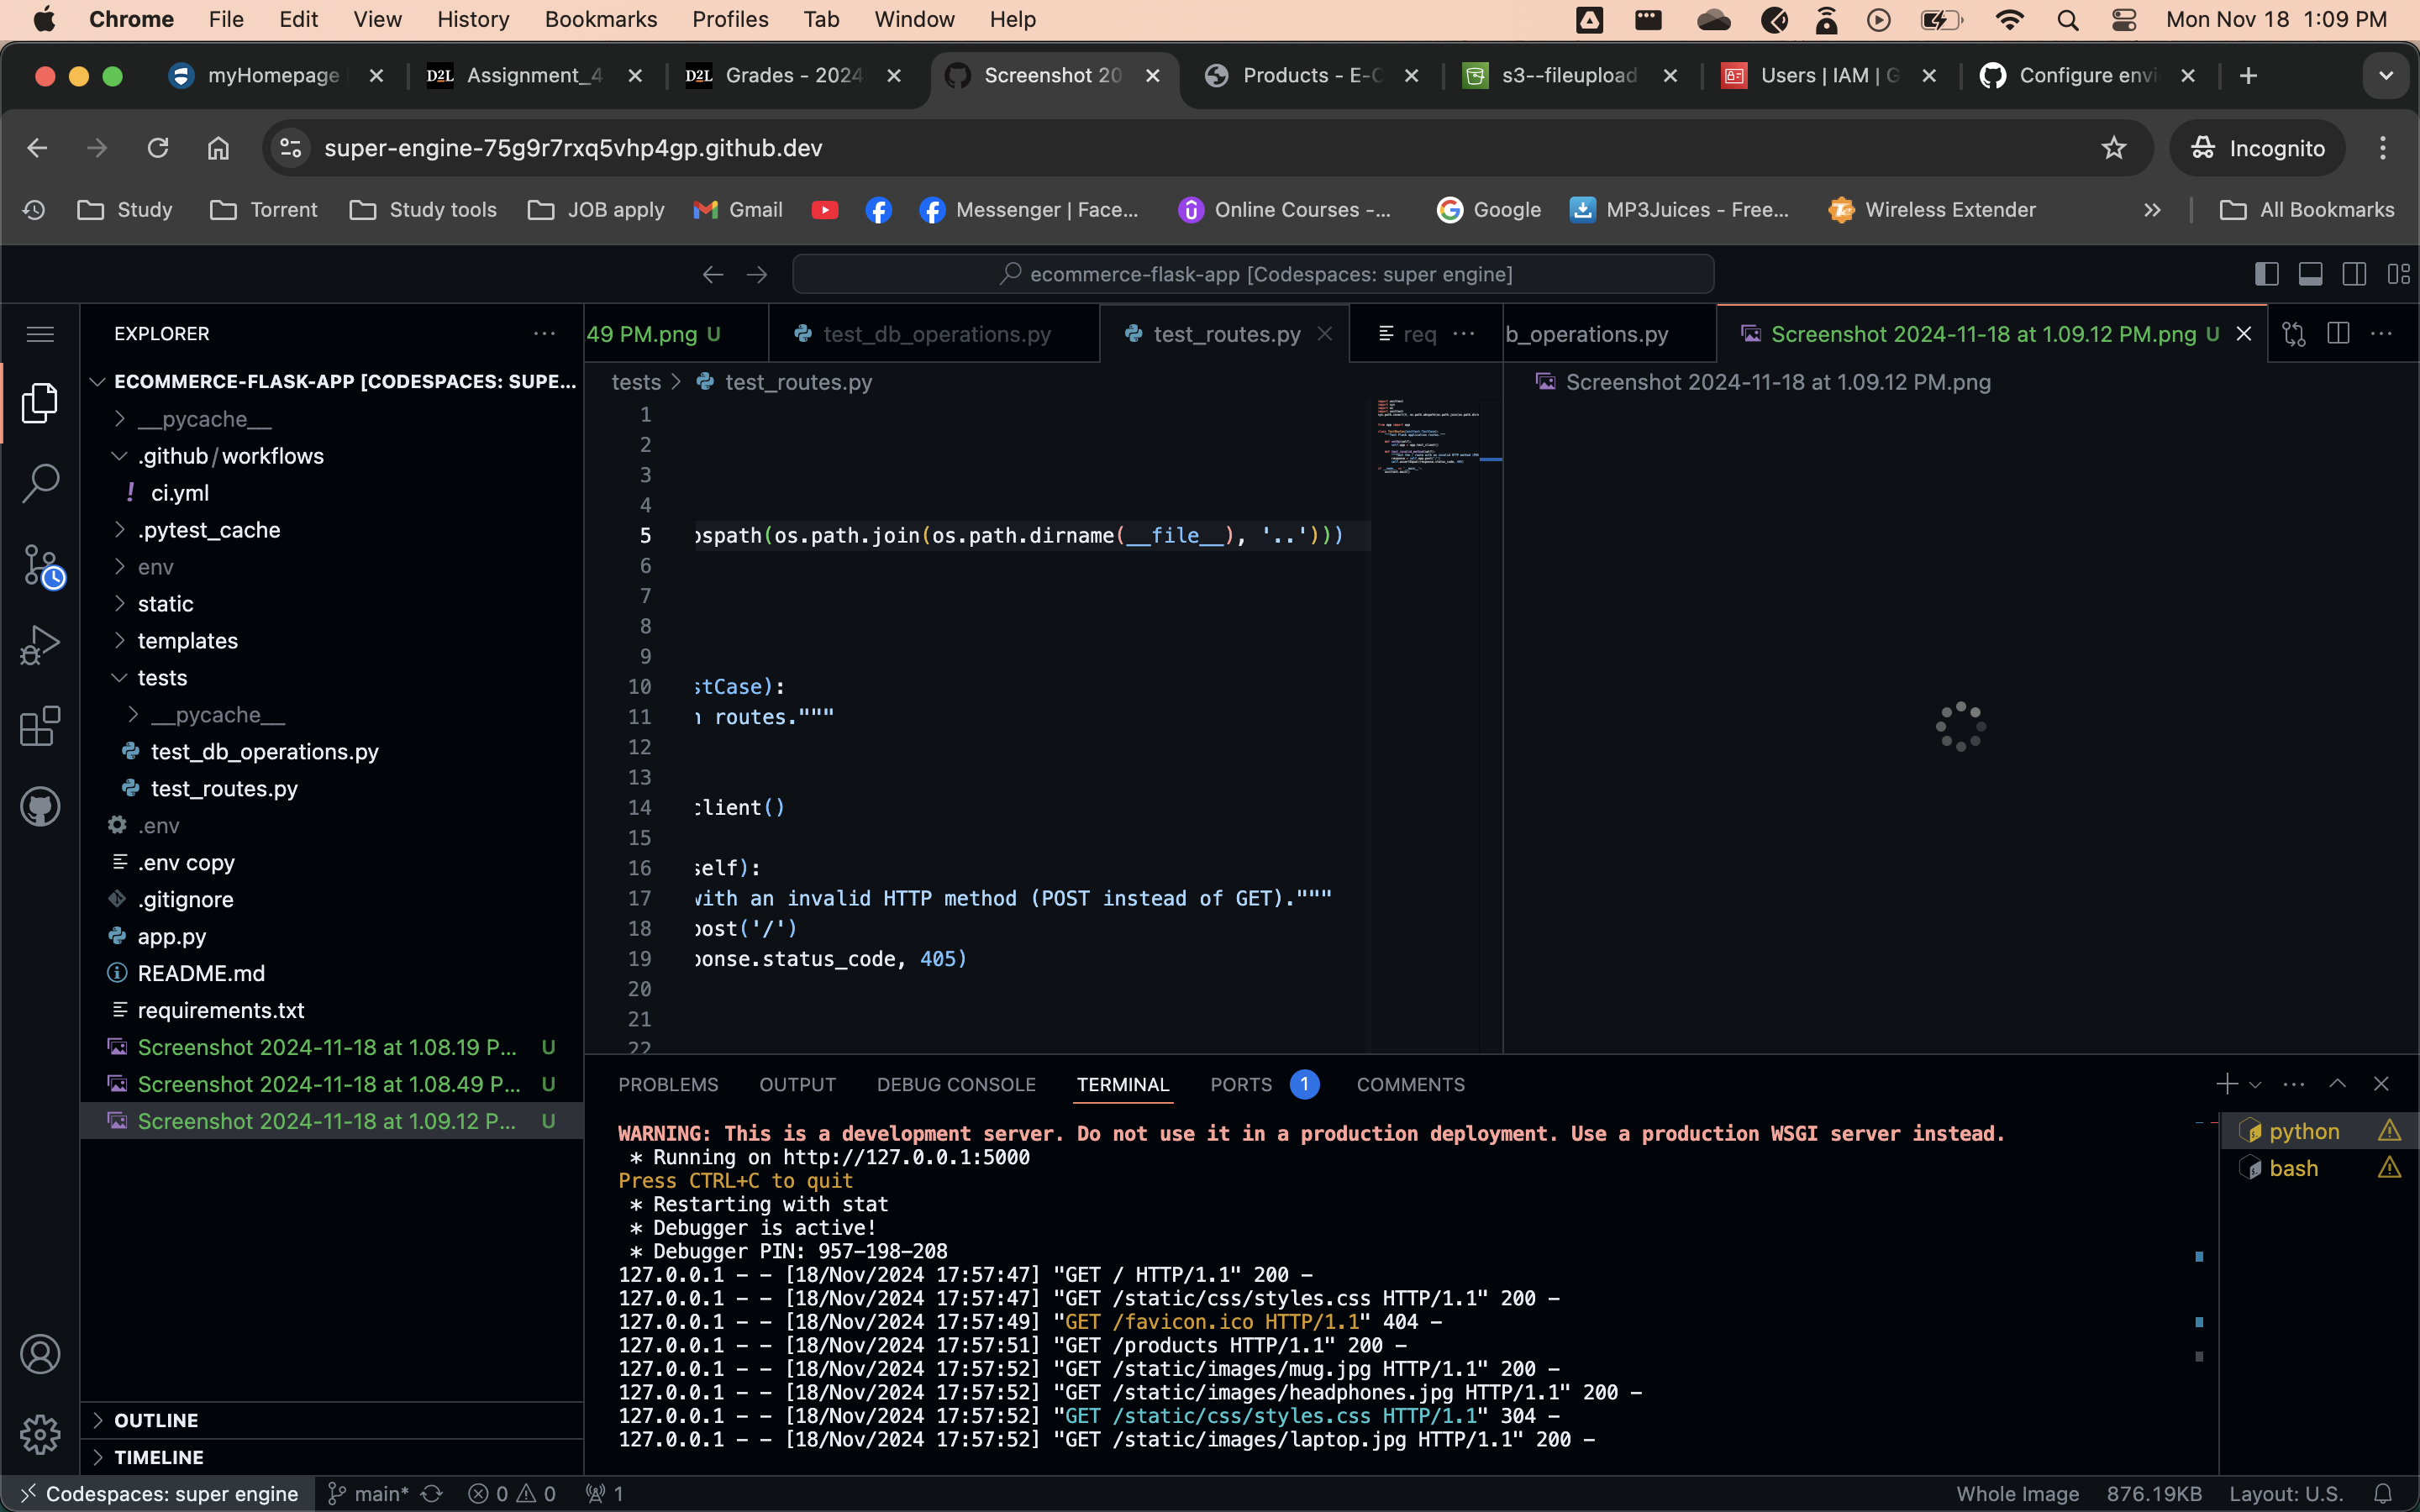 Chrome File Edit View History Bookmarks Profiles Tab Window Help Mon Nov 18 1:09 PM
myHomepage D2L Assignment_4 D2L Grades - 2024 Screenshot 20 Products - E-C s3--fileupload Users | IAM | G Configure envi
super-engine-75g9r7rxq5vhp4gp.github.dev Incognito
Study Torrent Study tools JOB apply Gmail Messenger | Face... Online Courses -... Google MP3Juices - Free... Wireless Extender All Bookmarks
ecommerce-flask-app [Codespaces: super engine]
EXPLORER
ECOMMERCE-FLASK-APP [CODESPACES: SUPE...
__pycache__
.github/workflows
ci.yml
.pytest_cache
env
static
templates
tests
__pycache__
test_db_operations.py
test_routes.py
.env
.env copy
.gitignore
app.py
README.md
requirements.txt
Screenshot 2024-11-18 at 1.08.19 P... U
Screenshot 2024-11-18 at 1.08.49 P... U
Screenshot 2024-11-18 at 1.09.12 P... U
OUTLINE
TIMELINE
49 PM.png U test_db_operations.py test_routes.py req
tests > test_routes.py
1
2
3
4
5 ospath(os.path.join(os.path.dirname(__file__), '..')))
6
7
8
9
10 stCase):
11 n routes."""
12
13
14 client()
15
16 self):
17 with an invalid HTTP method (POST instead of GET)."""
18 post('/')
19 ponse.status_code, 405)
20
21
22
b_operations.py Screenshot 2024-11-18 at 1.09.12 PM.png U
Screenshot 2024-11-18 at 1.09.12 PM.png
PROBLEMS OUTPUT DEBUG CONSOLE TERMINAL PORTS 1 COMMENTS
WARNING: This is a development server. Do not use it in a production deployment. Use a production WSGI server instead.
* Running on http://127.0.0.1:5000
Press CTRL+C to quit
* Restarting with stat
* Debugger is active!
* Debugger PIN: 957-198-208
127.0.0.1 - - [18/Nov/2024 17:57:47] "GET / HTTP/1.1" 200 -
127.0.0.1 - - [18/Nov/2024 17:57:47] "GET /static/css/styles.css HTTP/1.1" 200 -
127.0.0.1 - - [18/Nov/2024 17:57:49] "GET /favicon.ico HTTP/1.1" 404 -
127.0.0.1 - - [18/Nov/2024 17:57:51] "GET /products HTTP/1.1" 200 -
127.0.0.1 - - [18/Nov/2024 17:57:52] "GET /static/images/mug.jpg HTTP/1.1" 200 -
127.0.0.1 - - [18/Nov/2024 17:57:52] "GET /static/images/headphones.jpg HTTP/1.1" 200 -
127.0.0.1 - - [18/Nov/2024 17:57:52] "GET /static/css/styles.css HTTP/1.1" 304 -
127.0.0.1 - - [18/Nov/2024 17:57:52] "GET /static/images/laptop.jpg HTTP/1.1" 200 -
python
bash
Codespaces: super engine main* 0 0 1 Whole Image 876.19KB Layout: U.S.